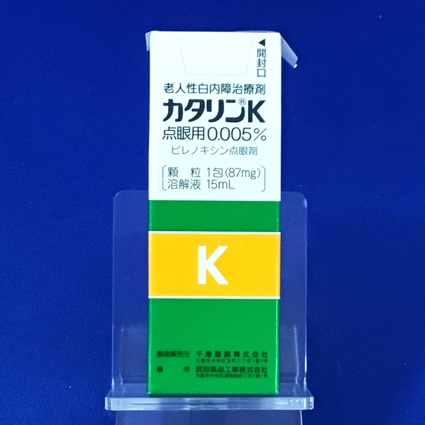 ◀開封口
老人性白内障治療剤
カタリン®K
点眼用0.005%
ピレノキシン点眼剤
顆 粒 1包(87mg)
溶解液 15mL
K
製造販売元 千寿製薬株式会社
販 売 武田薬品工業株式会社